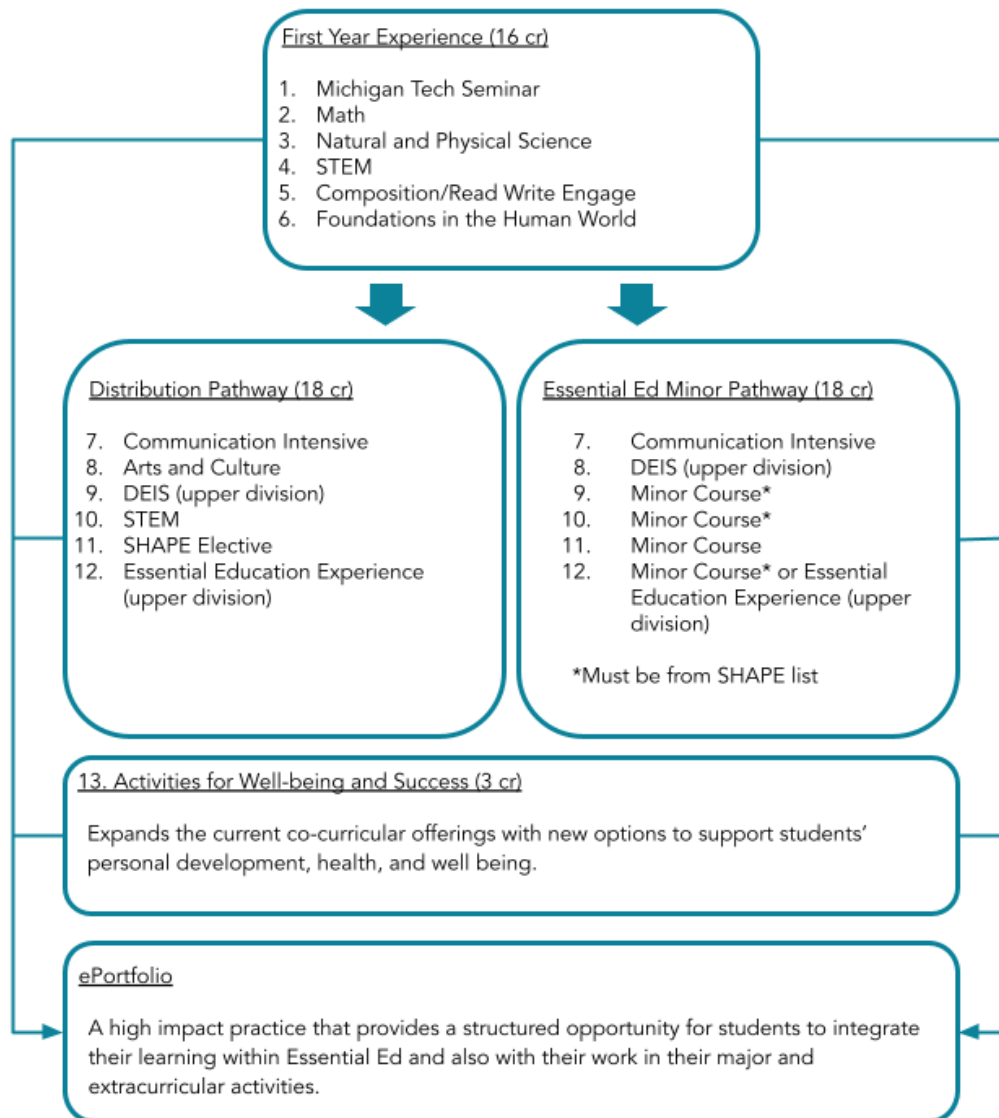 First Year Experience (16 cr)
1. Michigan Tech Seminar
2. Math
3. Natural and Physical Science
4. STEM
5. Composition/Read Write Engage
6. Foundations in the Human World
Distribution Pathway (18 cr)
7. Communication Intensive
8. Arts and Culture
9. DEIS (upper division)
10. STEM
11. SHAPE Elective
12. Essential Education Experience
(upper division)
Essential Ed Minor Pathway (18 cr)
7. Communication Intensive
8. DEIS (upper division)
9. Minor Course*
10. Minor Course*
11. Minor Course
12. Minor Course* or Essential
Education Experience (upper
division)
*Must be from SHAPE list
13. Activities for Well-being and Success (3 cr)
Expands the current co-curricular offerings with new options to support students’
personal development, health, and well being.
ePortfolio
A high impact practice that provides a structured opportunity for students to integrate
their learning within Essential Ed and also with their work in their major and
extracurricular activities.